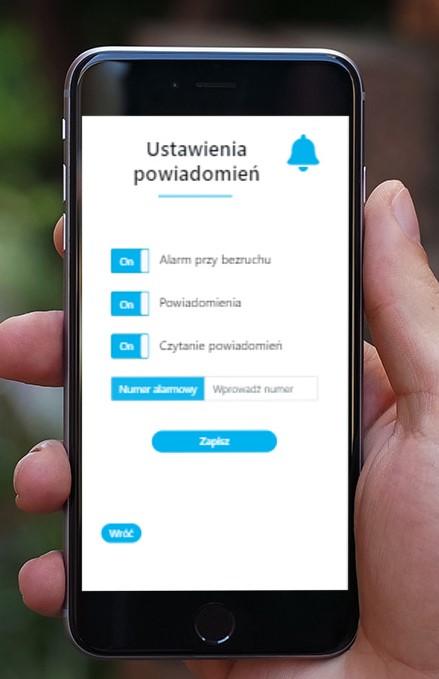 Ustawienia
powiadomień
On Alarm przy bezruchu
On Powiadomienia
On Czytanie powiadomień
Numer alarmowy Wprowadź numer
Zapisz
Wróć